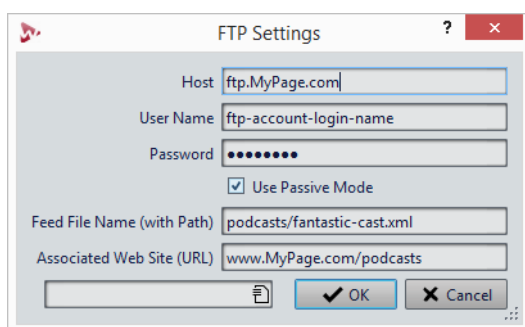 FTP Settings ? ×
Host ftp.MyPage.com
User Name ftp-account-login-name
Password ●●●●●●●●
Use Passive Mode
Feed File Name (with Path) podcasts/fantastic-cast.xml
Associated Web Site (URL) www.MyPage.com/podcasts
OK Cancel